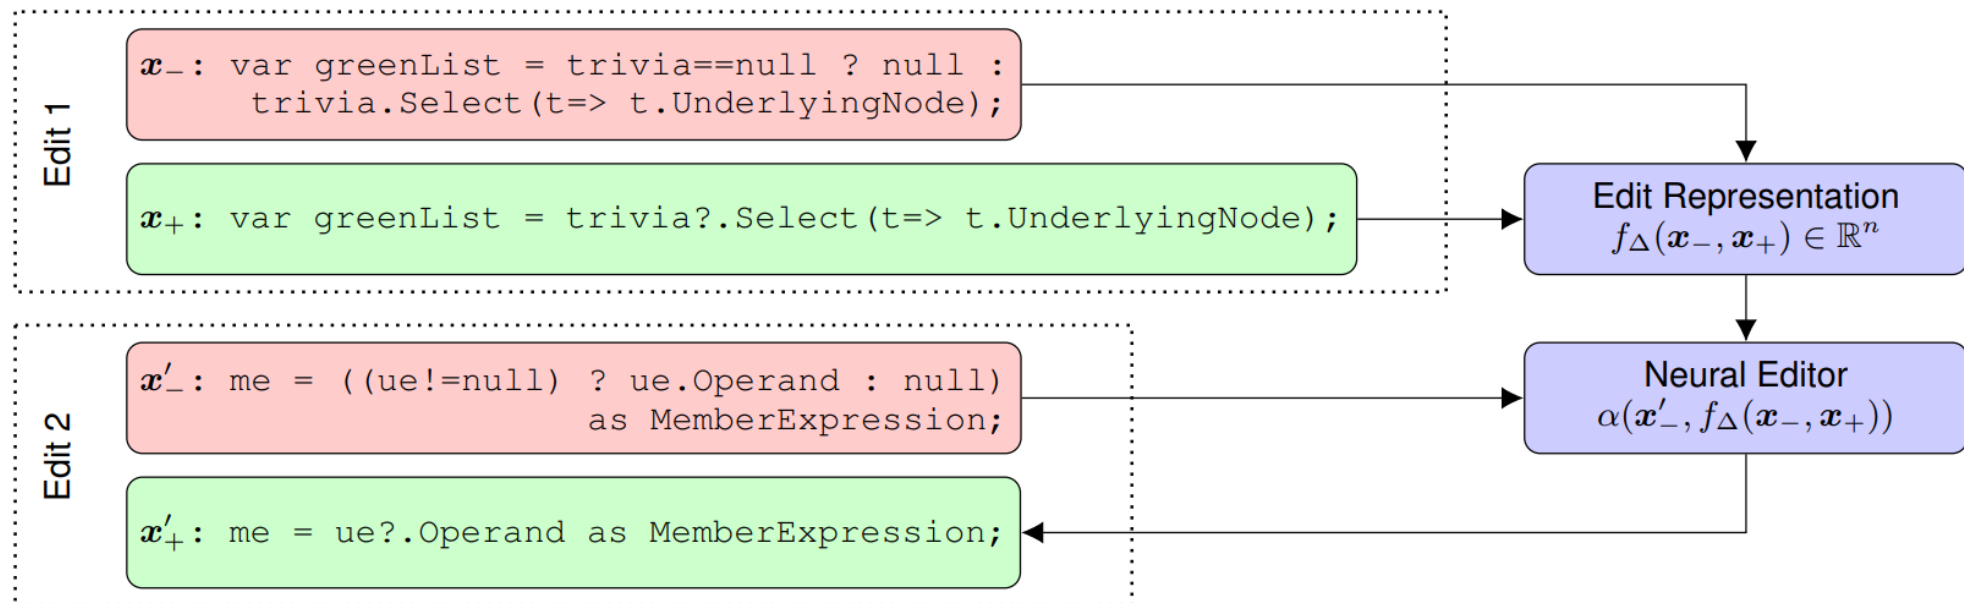 Edit 1
x₋: var greenList = trivia==null ? null :
trivia.Select(t=> t.UnderlyingNode);
x₊: var greenList = trivia?.Select(t=> t.UnderlyingNode);
Edit Representation
f_Δ(x₋, x₊) ∈ ℝⁿ
Edit 2
x′₋: me = ((ue!=null) ? ue.Operand : null)
as MemberExpression;
x′₊: me = ue?.Operand as MemberExpression;
Neural Editor
α(x′₋, f_Δ(x₋, x₊))